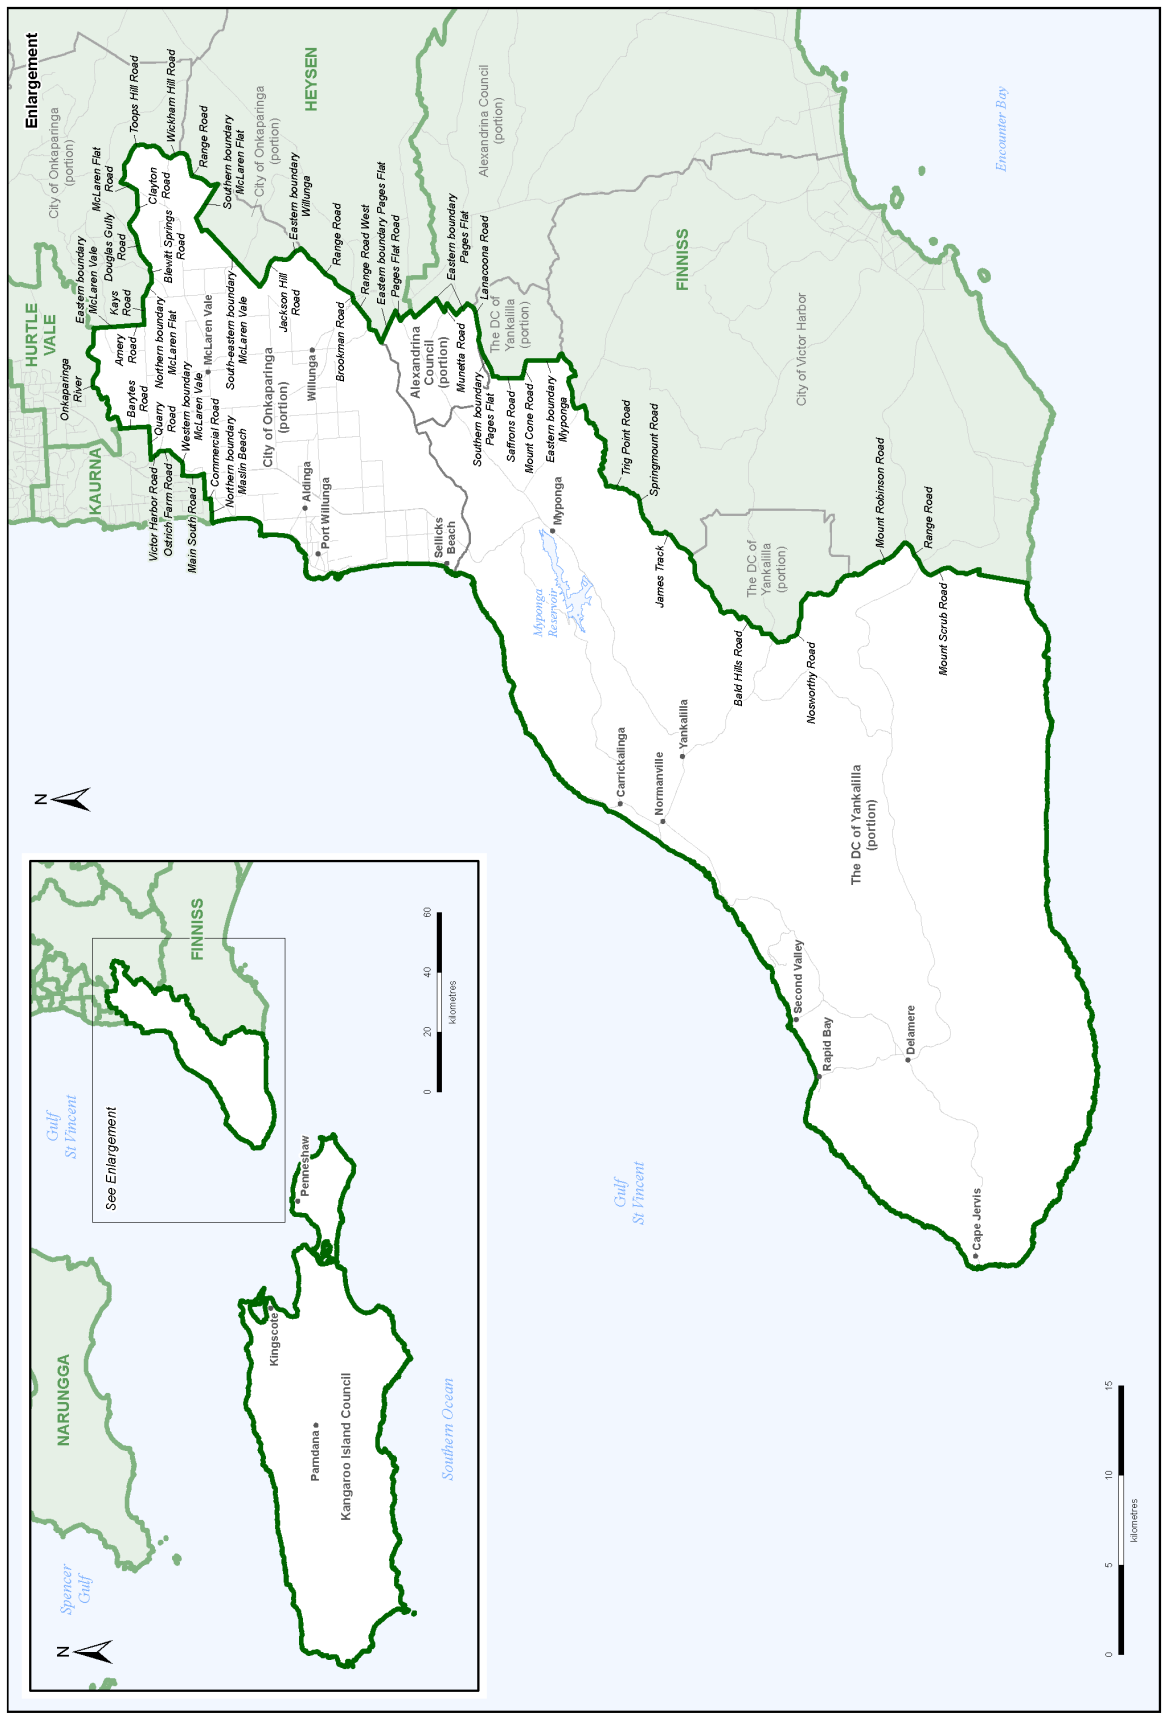 Enlargement
Toops Hill Road
Wickham Hill Road
City of Onkaparinga
(portion)
HEYSEN
Range Road
McLaren Flat
Road
Clayton
Road
Southern boundary
McLaren Flat
City of Onkaparinga
(portion)
Alexandrina Council
(portion)
Encounter Bay
Eastern boundary
Willunga
Douglas Gully
Road
Blewitt Springs
Road
Range Road
Range Road West
Eastern boundary Pages Flat
Pages Flat Road
Eastern boundary
Pages Flat
Lanacoona Road
FINNISS
Eastern boundary
McLaren Vale
Kays
Road
HURTLE
VALE
Amery
Road
Northern boundary
McLaren Flat
McLaren Vale
South-eastern boundary
McLaren Vale
Jackson Hill
Road
Brookman Road
Willunga
Alexandrina
Council
(portion)
Munetta Road
The DC of
Yankalilla
(portion)
City of Victor Harbor
Onkaparinga
River
Barytes
Road
Quarry
Road
Western boundary
McLaren Vale
Commercial Road
Northern boundary
Maslin Beach
City of Onkaparinga
(portion)
Southern boundary
Pages Flat
Saffrons Road
Mount Cone Road
Eastern boundary
Myponga
Trig Point Road
Springmount Road
Mount Robinson Road
Range Road
KAURNA
Victor Harbor Road
Ostrich Farm Road
Main South Road
Aldinga
Port Willunga
Sellicks
Beach
Myponga
Myponga
Reservoir
James Track
The DC of
Yankalilla
(portion)
Bald Hills Road
Nosworthy Road
Mount Scrub Road
Carrickalinga
Normanville
Yankalilla
The DC of Yankalilla
(portion)
N
Second Valley
Rapid Bay
Delamere
Cape Jervis
Gulf
St Vincent
0
5
10
15
kilometres
FINNISS
0
20
40
60
kilometres
Gulf
St Vincent
See Enlargement
Penneshaw
Kingscote
Parndana
Kangaroo Island Council
NARUNGGA
Southern Ocean
Spencer
Gulf
N